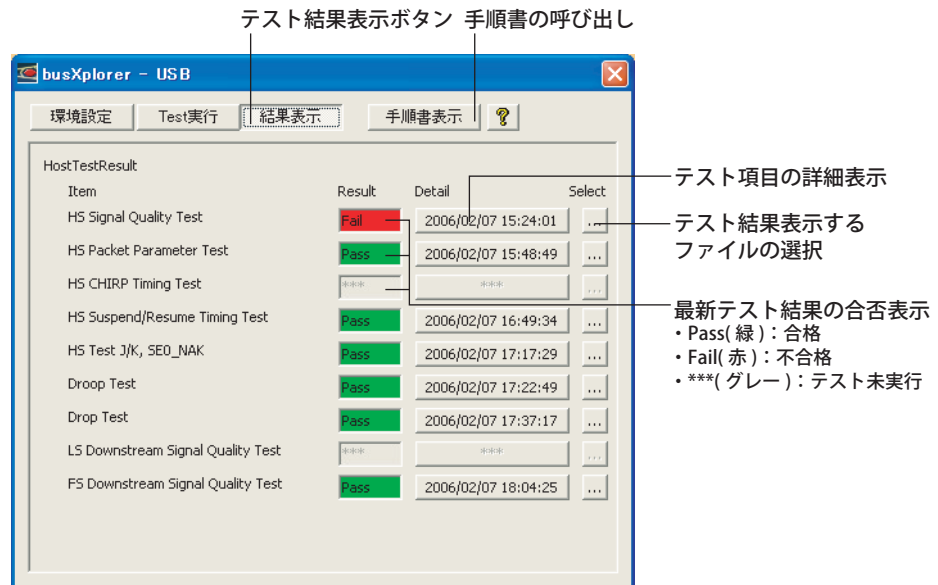 テスト結果表示ボタン 手順書の呼び出し
busXplorer - USB
環境設定 Test実行 結果表示 手順書表示 ?
HostTestResult
Item Result Detail Select
テスト項目の詳細表示
HS Signal Quality Test Fail 2006/02/07 15:24:01 ...
テスト結果表示する
ファイルの選択
HS Packet Parameter Test Pass 2006/02/07 15:48:49 ...
HS CHIRP Timing Test *** *** ...
最新テスト結果の合否表示
・Pass( 緑 )：合格
・Fail( 赤 )：不合格
・***( グレー )：テスト未実行
HS Suspend/Resume Timing Test Pass 2006/02/07 16:49:34 ...
HS Test J/K, SE0_NAK Pass 2006/02/07 17:17:29 ...
Droop Test Pass 2006/02/07 17:22:49 ...
Drop Test Pass 2006/02/07 17:37:17 ...
LS Downstream Signal Quality Test *** *** ...
FS Downstream Signal Quality Test Pass 2006/02/07 18:04:25 ...